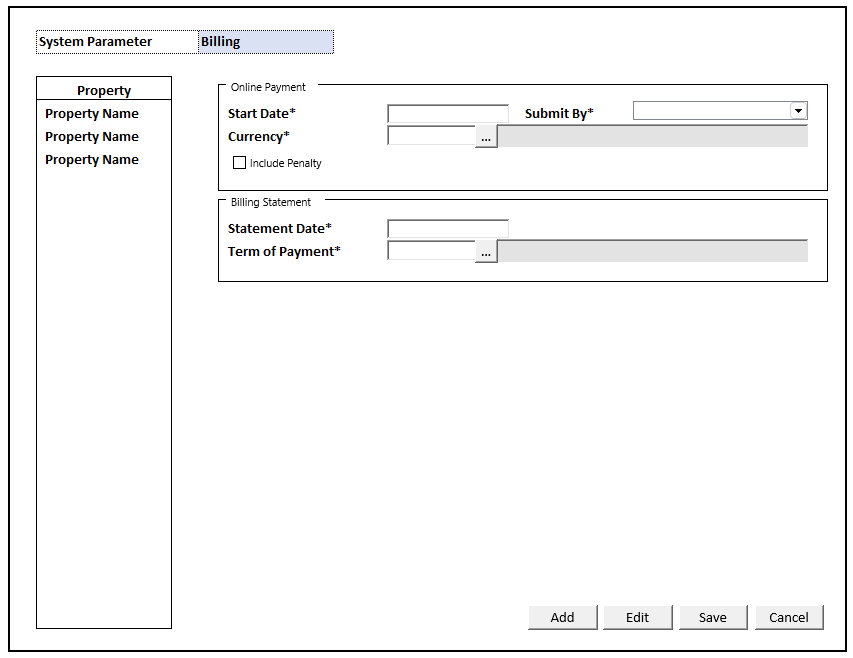 System Parameter Billing
Property
Property Name
Property Name
Property Name
Online Payment
Start Date* Submit By*
Currency* ...
Include Penalty
Billing Statement
Statement Date*
Term of Payment* ...
Add Edit Save Cancel